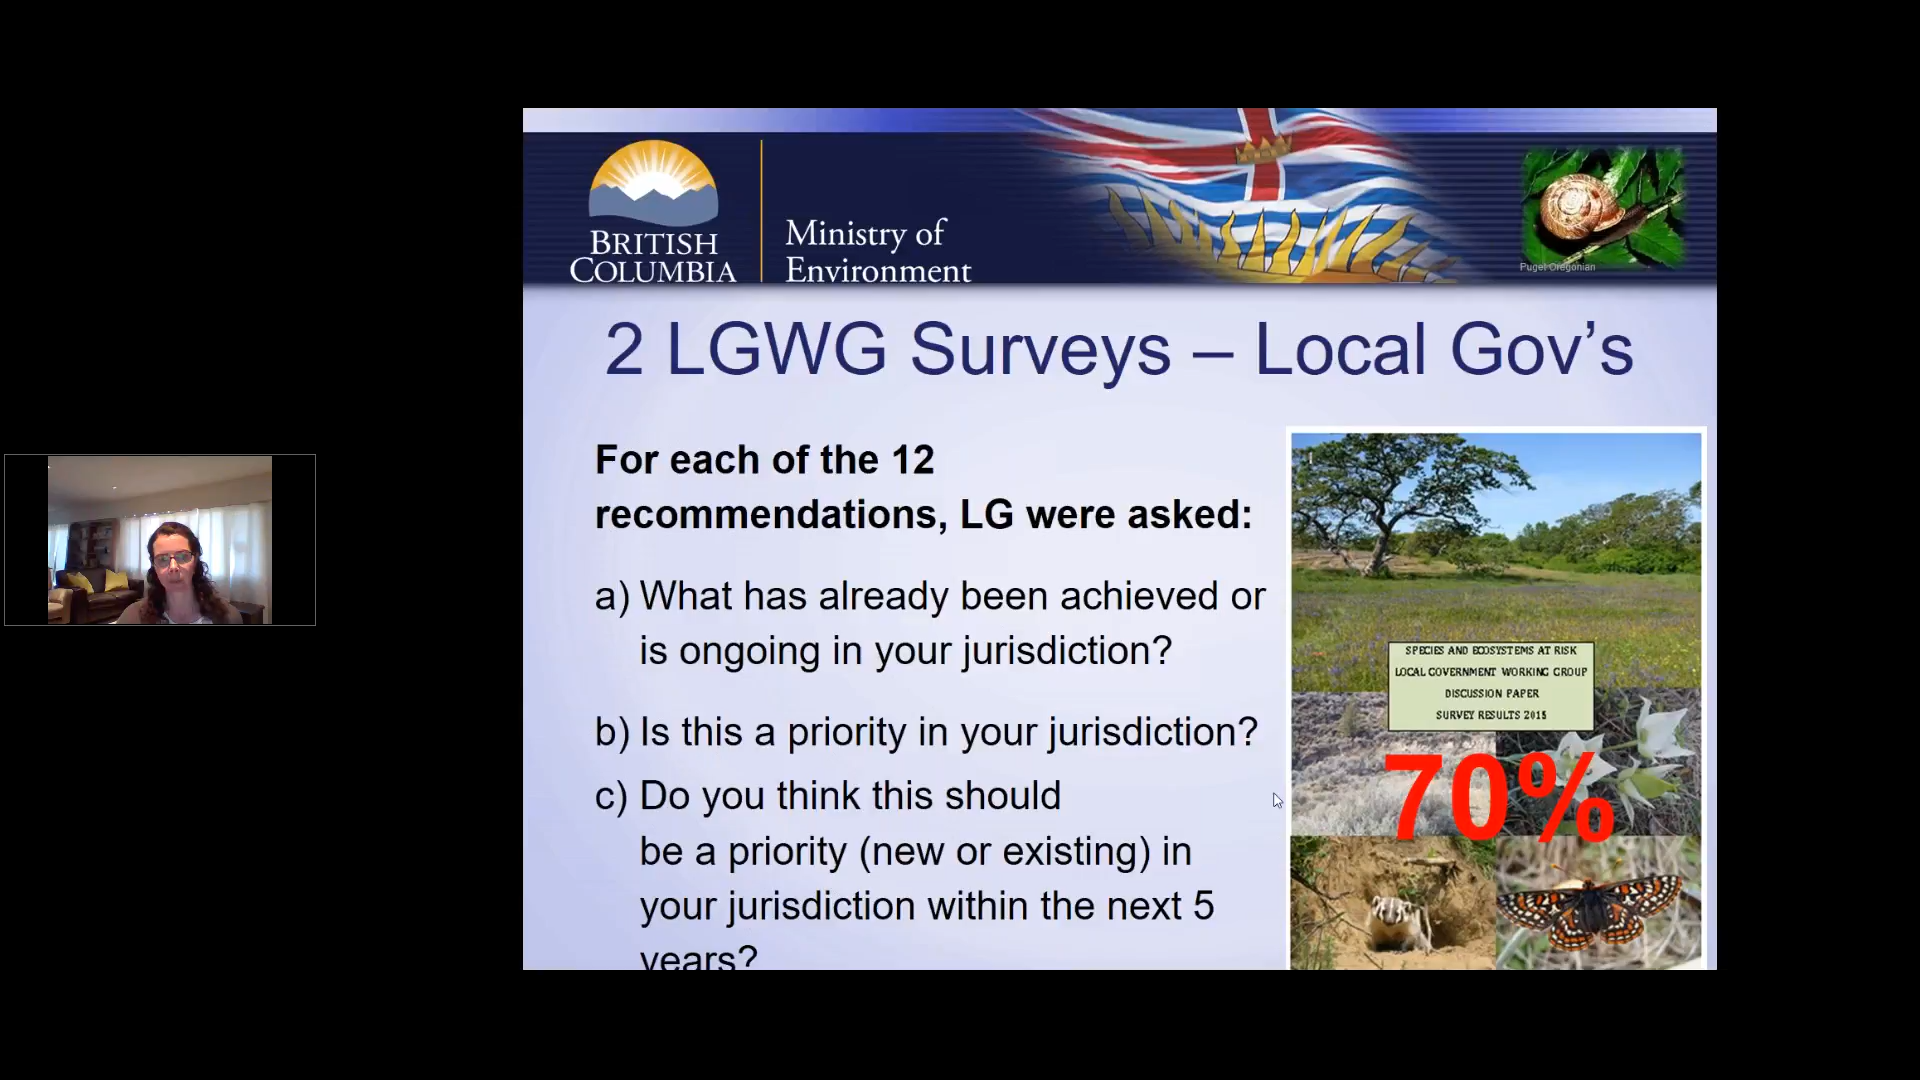 BRITISH
COLUMBIA
Ministry of
Environment
Puget Oregonian
2 LGWG Surveys – Local Gov’s
For each of the 12
recommendations, LG were asked:
a) What has already been achieved or
is ongoing in your jurisdiction?
b) Is this a priority in your jurisdiction?
c) Do you think this should
be a priority (new or existing) in
your jurisdiction within the next 5
years?
SPECIES AND ECOSYSTEMS AT RISK
LOCAL GOVERNMENT WORKING GROUP
DISCUSSION PAPER
SURVEY RESULTS 2015
70%